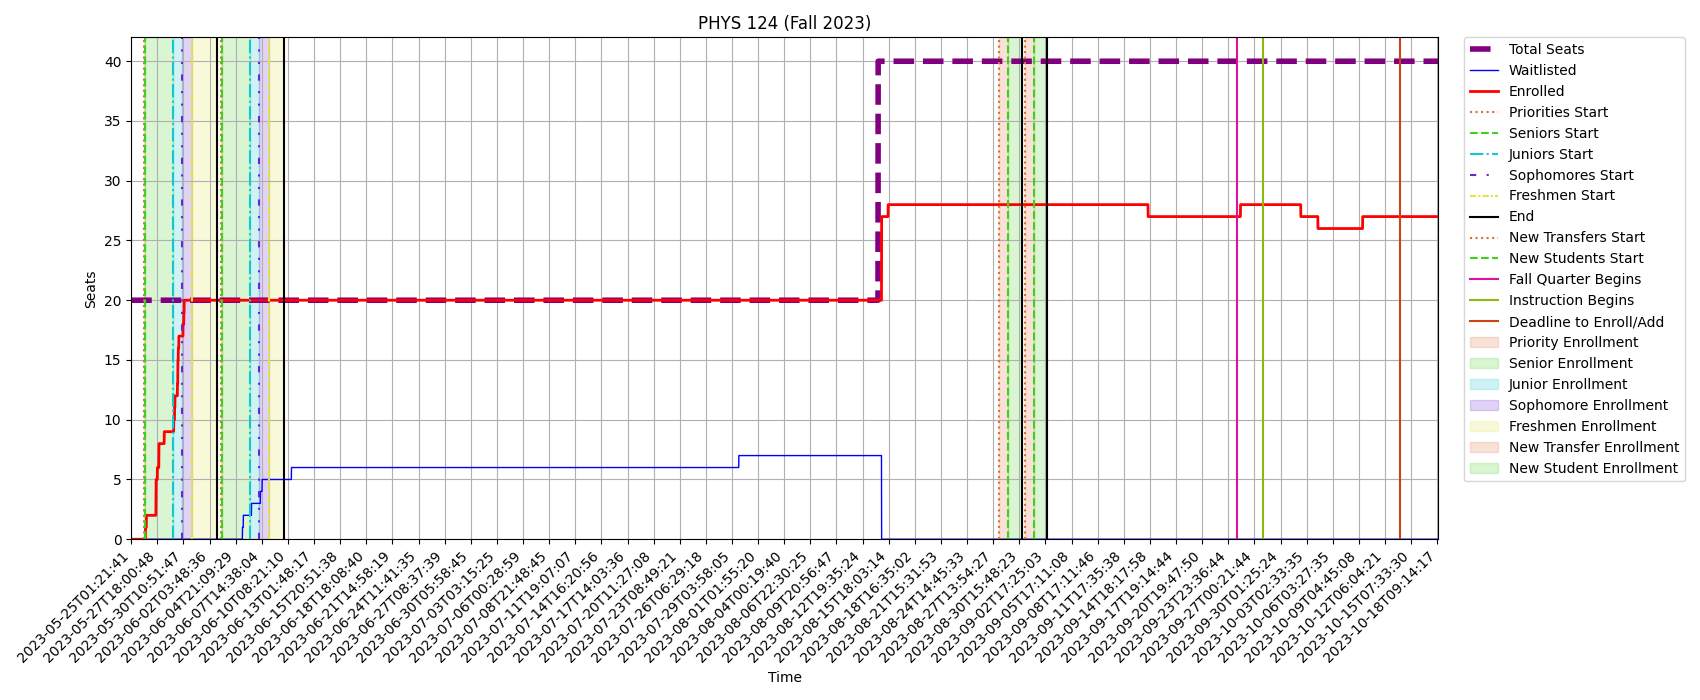 PHYS 124 (Fall 2023)
Seats
40
35
30
25
20
15
10
5
0
2023-05-25T01:21:41
2023-05-27T18:00:48
2023-05-30T10:51:47
2023-06-02T03:48:36
2023-06-04T21:09:29
2023-06-07T14:38:04
2023-06-10T08:21:10
2023-06-13T01:48:17
2023-06-15T20:51:38
2023-06-18T18:08:40
2023-06-21T14:58:19
2023-06-24T11:41:35
2023-06-27T08:37:39
2023-06-30T05:58:45
2023-07-03T03:15:25
2023-07-06T00:28:59
2023-07-08T21:48:45
2023-07-11T19:07:07
2023-07-14T16:20:56
2023-07-17T14:03:36
2023-07-20T11:27:08
2023-07-23T08:49:21
2023-07-26T06:29:18
2023-07-29T03:58:05
2023-08-01T01:55:20
2023-08-04T00:19:40
2023-08-06T22:30:25
2023-08-09T20:56:47
2023-08-12T19:35:24
2023-08-15T18:03:14
2023-08-18T16:35:02
2023-08-21T15:31:53
2023-08-24T14:45:33
2023-08-27T13:54:27
2023-08-30T15:48:23
2023-09-02T17:25:03
2023-09-05T17:11:08
2023-09-08T17:11:46
2023-09-11T17:35:38
2023-09-14T18:17:58
2023-09-17T19:14:44
2023-09-20T19:47:50
2023-09-23T23:36:44
2023-09-27T00:21:44
2023-09-30T01:25:24
2023-10-03T02:33:35
2023-10-06T03:27:35
2023-10-09T04:45:08
2023-10-12T06:04:21
2023-10-15T07:33:30
2023-10-18T09:14:17
Time
Total Seats
Waitlisted
Enrolled
Priorities Start
Seniors Start
Juniors Start
Sophomores Start
Freshmen Start
End
New Transfers Start
New Students Start
Fall Quarter Begins
Instruction Begins
Deadline to Enroll/Add
Priority Enrollment
Senior Enrollment
Junior Enrollment
Sophomore Enrollment
Freshmen Enrollment
New Transfer Enrollment
New Student Enrollment